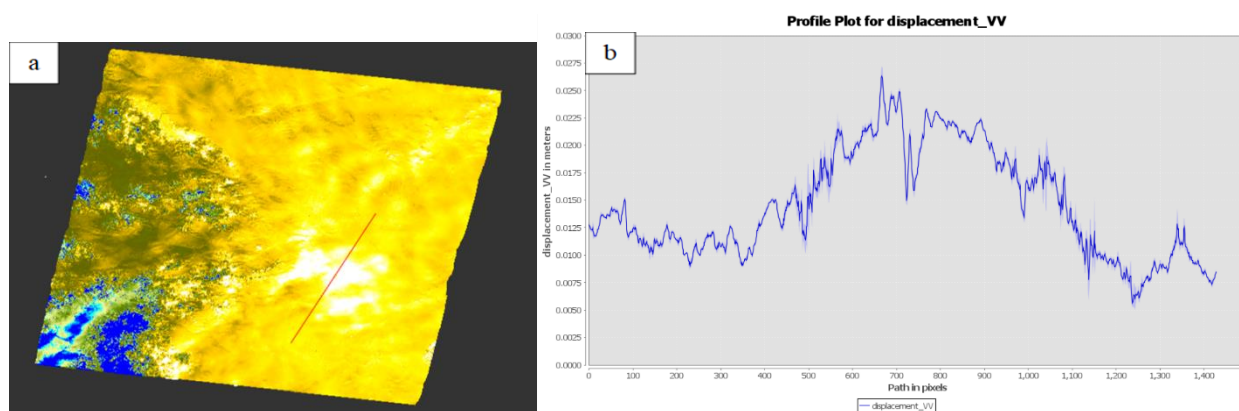 a
b
Profile Plot for displacement_VV
displacement_VV in meters
0.0300
0.0275
0.0250
0.0225
0.0200
0.0175
0.0150
0.0125
0.0100
0.0075
0.0050
0.0025
0.0000
0 100 200 300 400 500 600 700 800 900 1,000 1,100 1,200 1,300 1,400
Path in pixels
displacement_VV